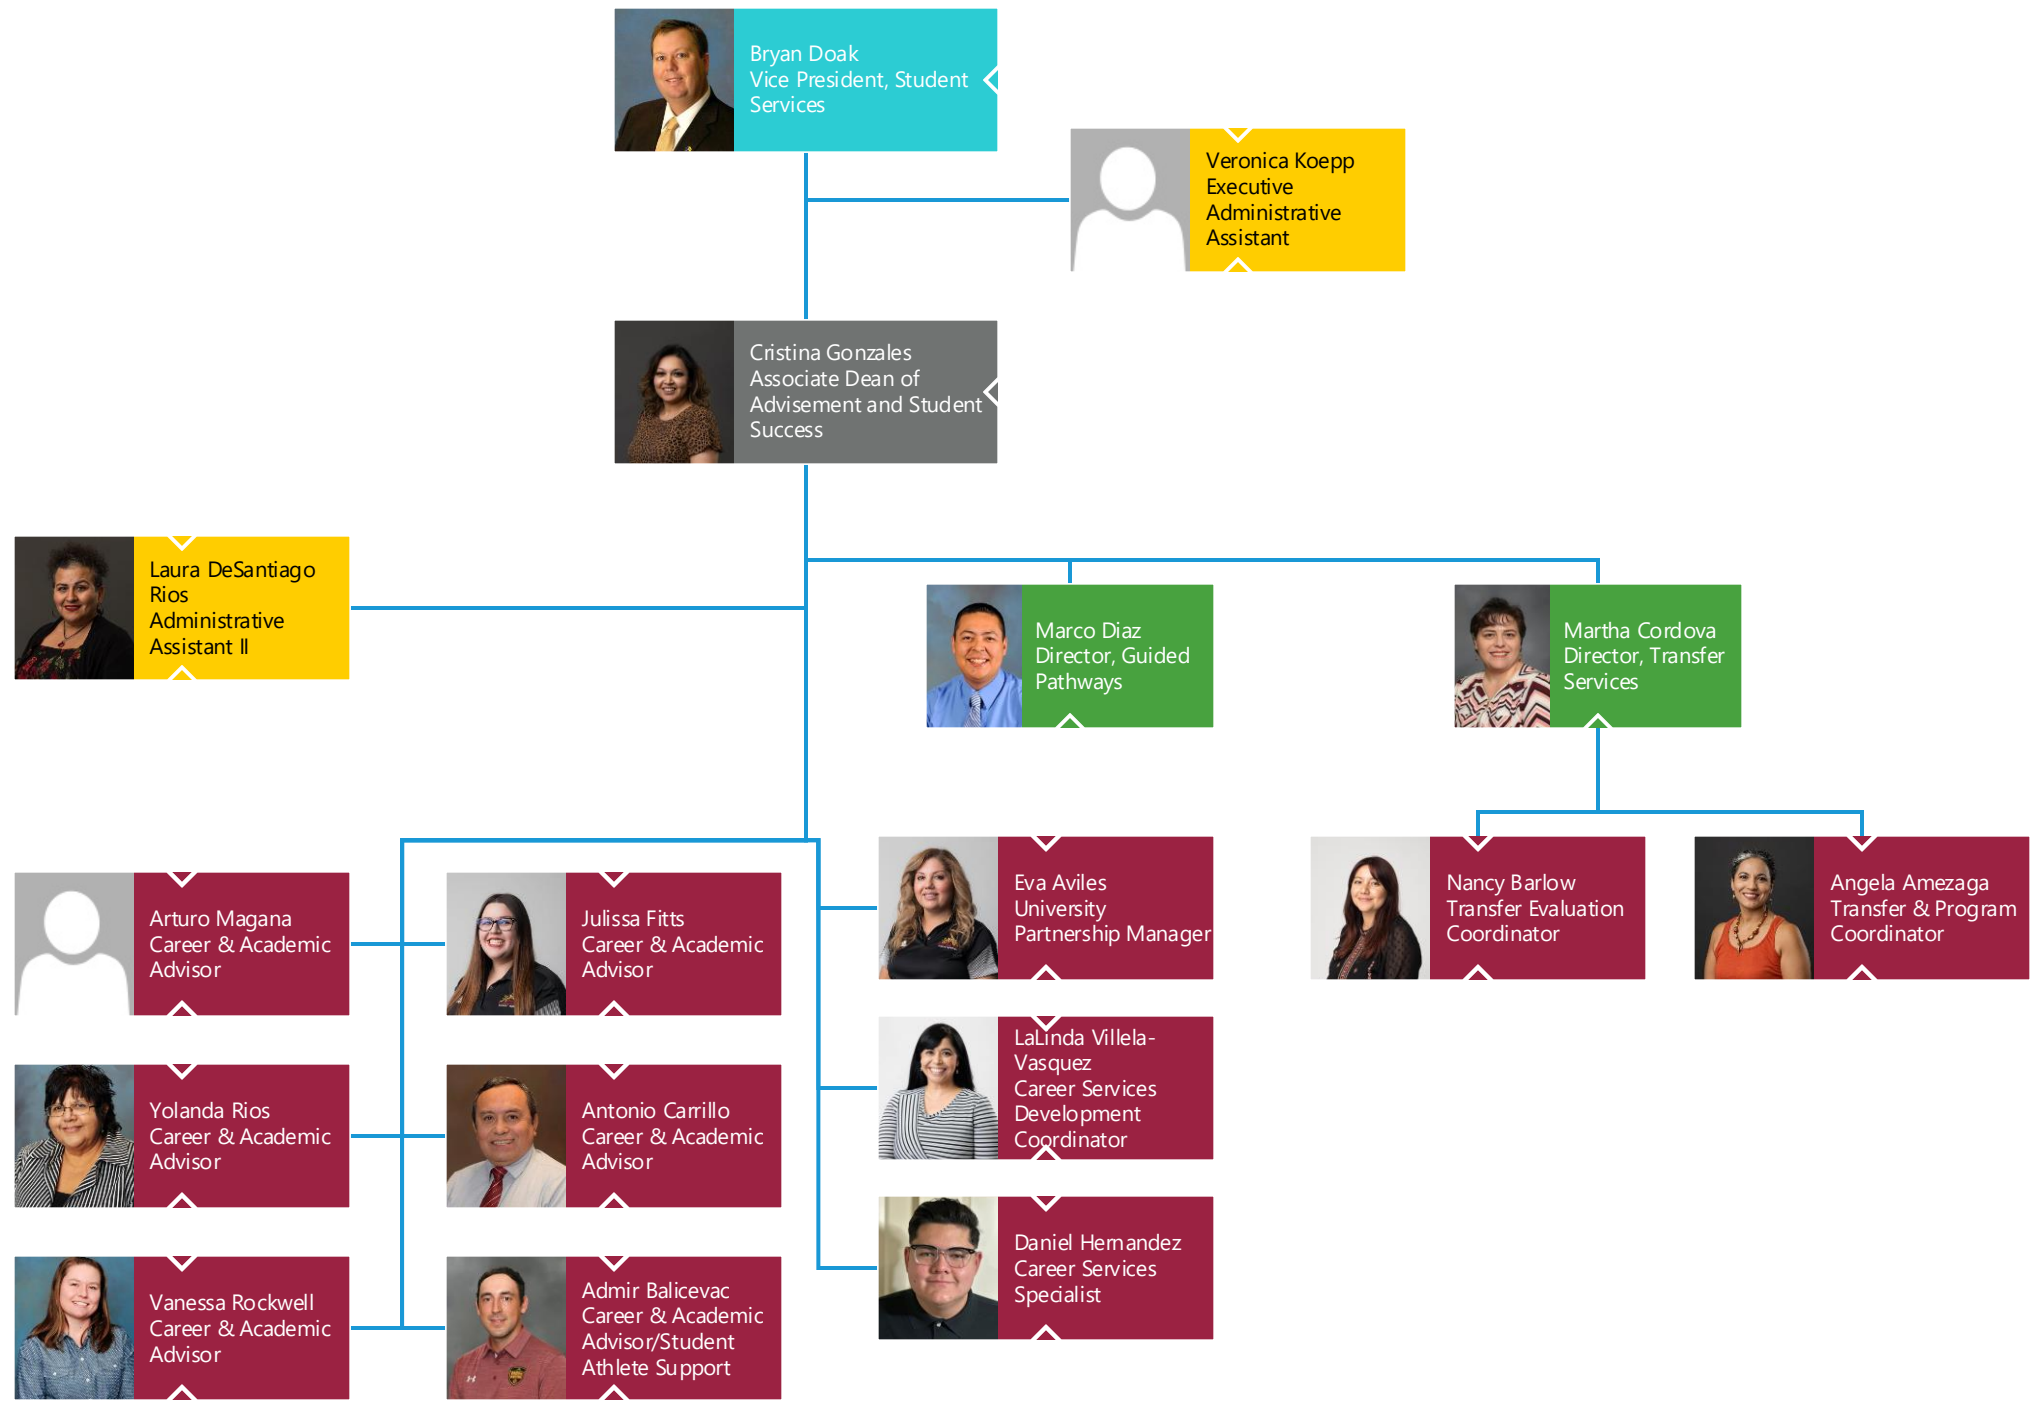 Bryan Doak
Vice President, Student
Services
Veronica Koepp
Executive
Administrative
Assistant
Cristina Gonzales
Associate Dean of
Advisement and Student
Success
Laura DeSantiago
Rios
Administrative
Assistant II
Marco Diaz
Director, Guided
Pathways
Martha Cordova
Director, Transfer
Services
Arturo Magana
Career & Academic
Advisor
Julissa Fitts
Career & Academic
Advisor
Eva Aviles
University
Partnership Manager
Nancy Barlow
Transfer Evaluation
Coordinator
Angela Amezaga
Transfer & Program
Coordinator
Yolanda Rios
Career & Academic
Advisor
Antonio Carrillo
Career & Academic
Advisor
LaLinda Villela-
Vasquez
Career Services
Development
Coordinator
Vanessa Rockwell
Career & Academic
Advisor
Admir Balicevac
Career & Academic
Advisor/Student
Athlete Support
Daniel Hernandez
Career Services
Specialist